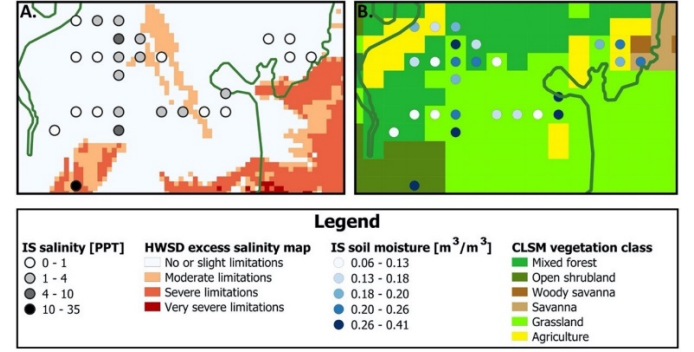 A.
B.
Legend
IS salinity [PPT]
0 - 1
1 - 4
4 - 10
10 - 35
HWSD excess salinity map
No or slight limitations
Moderate limitations
Severe limitations
Very severe limitations
IS soil moisture [m³/m³]
0.06 - 0.13
0.13 - 0.18
0.18 - 0.20
0.20 - 0.26
0.26 - 0.41
CLSM vegetation class
Mixed forest
Open shrubland
Woody savanna
Savanna
Grassland
Agriculture